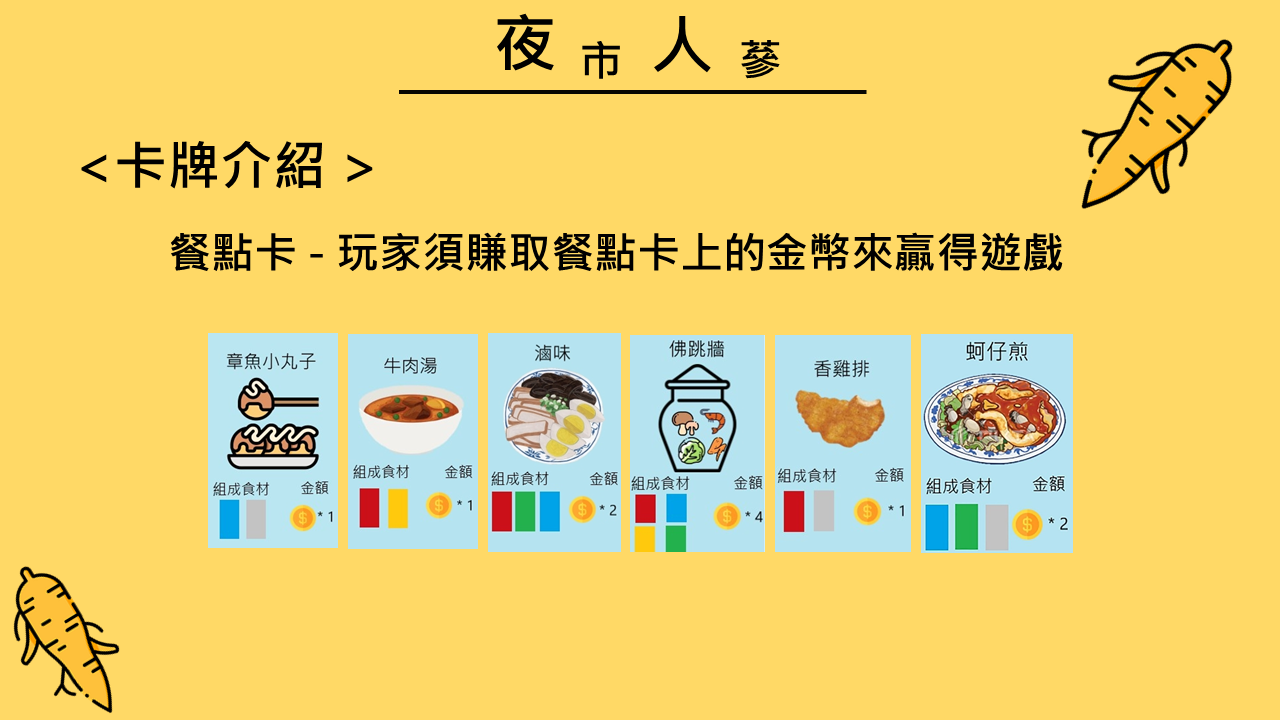 夜市人蔘
<卡牌介紹 >
餐點卡 - 玩家須賺取餐點卡上的金幣來贏得遊戲
章魚小丸子
組成食材 金額
* 1
牛肉湯
組成食材 金額
* 1
滷味
組成食材 金額
* 2
佛跳牆
組成食材 金額
* 4
香雞排
組成食材 金額
* 1
蚵仔煎
組成食材 金額
* 2